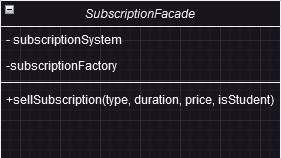 SubscriptionFacade
- subscriptionSystem
-subscriptionFactory
+sellSubscription(type, duration, price, isStudent)